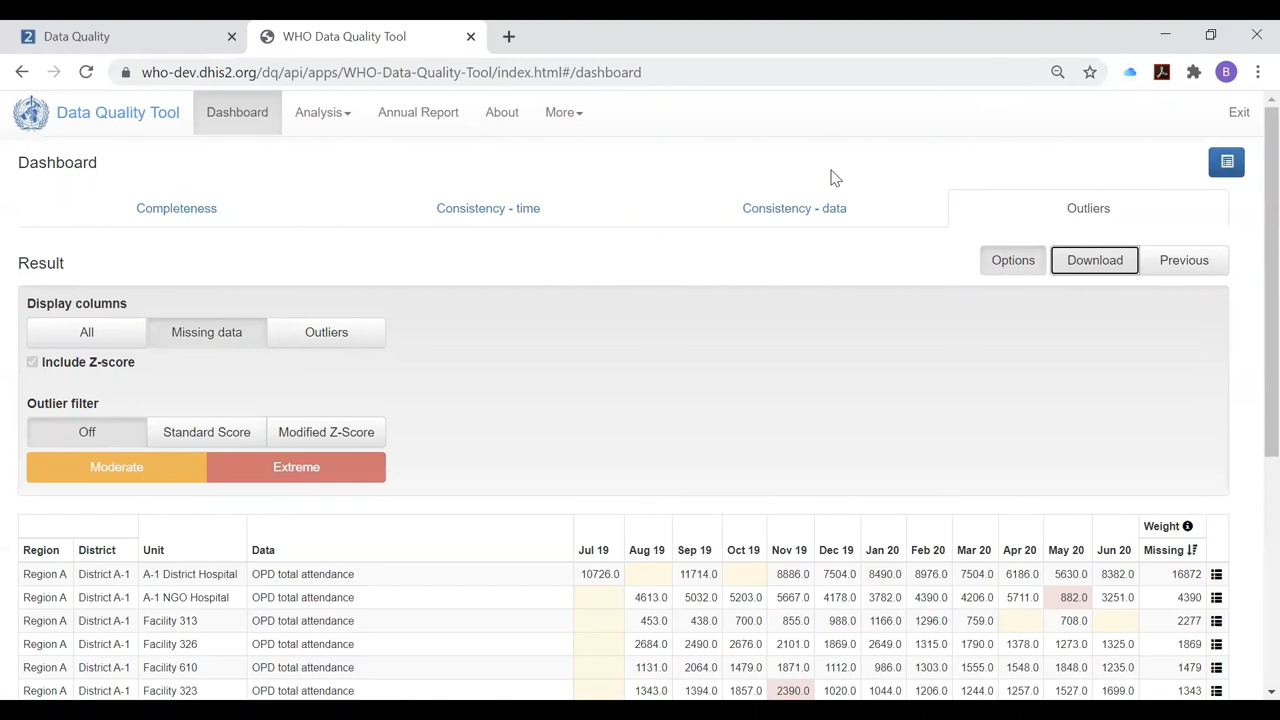 2 Data Quality WHO Data Quality Tool
who-dev.dhis2.org/dq/api/apps/WHO-Data-Quality-Tool/index.html#/dashboard B
Data Quality Tool Dashboard Analysis Annual Report About More Exit
Dashboard
Completeness Consistency - time Consistency - data Outliers
Result Options Download Previous
Display columns
All Missing data Outliers
Include Z-score
Outlier filter
Off Standard Score Modified Z-Score
Moderate Extreme
Weight
Region District Unit Data Jul 19 Aug 19 Sep 19 Oct 19 Nov 19 Dec 19 Jan 20 Feb 20 Mar 20 Apr 20 May 20 Jun 20 Missing
Region A District A-1 A-1 District Hospital OPD total attendance 10726.0 11714.0 8886.0 7504.0 8490.0 8976.0 7504.0 6186.0 5630.0 8382.0 16872
Region A District A-1 A-1 NGO Hospital OPD total attendance 4613.0 5032.0 5203.0 5667.0 4178.0 3782.0 4390.0 4206.0 5711.0 882.0 3251.0 4390
Region A District A-1 Facility 313 OPD total attendance 453.0 438.0 700.0 855.0 988.0 1166.0 1296.0 759.0 708.0 2277
Region A District A-1 Facility 326 OPD total attendance 2684.0 2490.0 2676.0 2101.0 1869.0 2649.0 1315.0 1790.0 1378.0 1273.0 1325.0 1869
Region A District A-1 Facility 610 OPD total attendance 1131.0 2064.0 1479.0 1871.0 1112.0 986.0 1303.0 1555.0 1548.0 1848.0 1235.0 1479
Region A District A-1 Facility 323 OPD total attendance 1343.0 1394.0 1857.0 2390.0 1020.0 1044.0 1206.0 1244.0 1257.0 1527.0 1699.0 1343